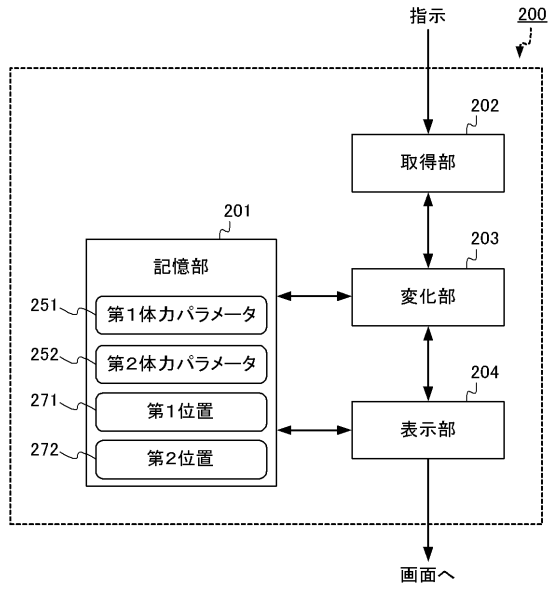 指示
200
202
取得部
201
203
記憶部
変化部
251
第1体力パラメータ
252
第2体力パラメータ
204
271
第1位置
表示部
272
第2位置
画面へ